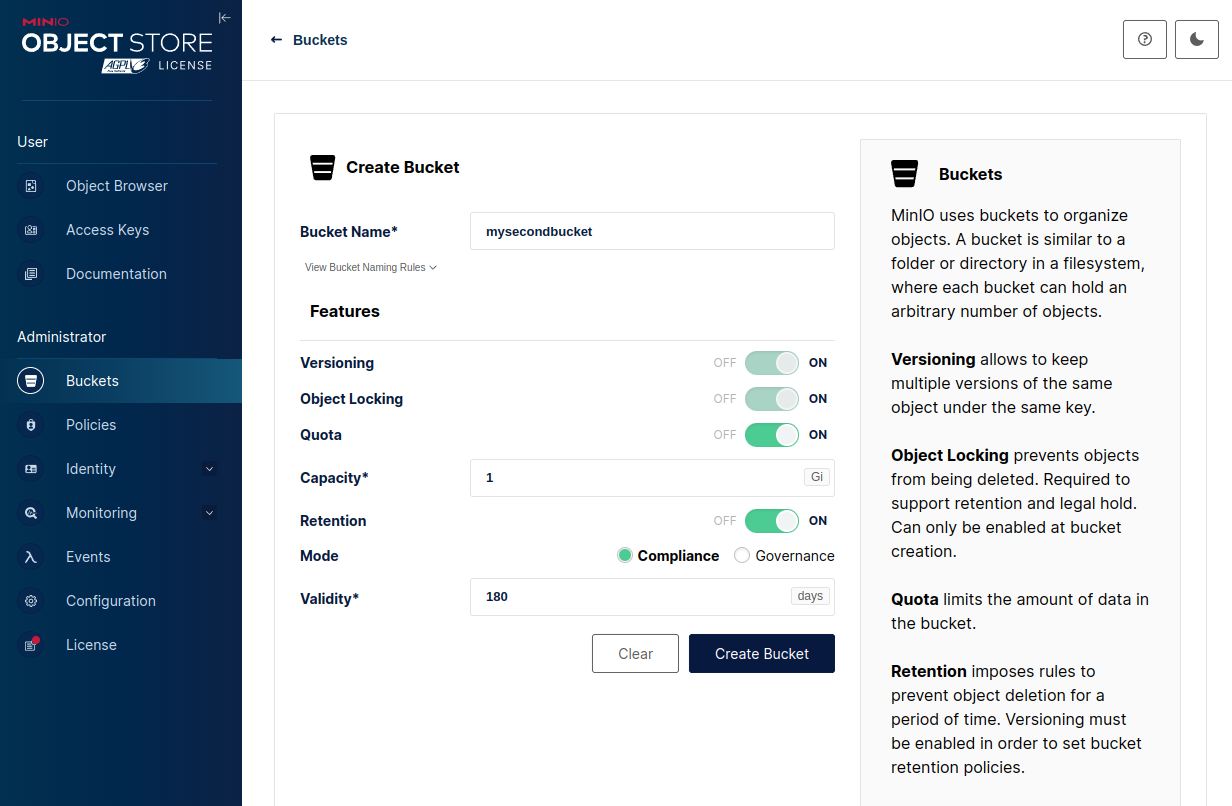 MINIO
OBJECT STORE
AGPLv3 LICENSE
User
Object Browser
Access Keys
Documentation
Administrator
Buckets
Policies
Identity
Monitoring
Events
Configuration
License
← Buckets
Create Bucket
Bucket Name* mysecondbucket
View Bucket Naming Rules
Features
Versioning OFF ON
Object Locking OFF ON
Quota OFF ON
Capacity* 1 Gi
Retention OFF ON
Mode Compliance Governance
Validity* 180 days
Clear Create Bucket
Buckets
MinIO uses buckets to organize
objects. A bucket is similar to a
folder or directory in a filesystem,
where each bucket can hold an
arbitrary number of objects.
Versioning allows to keep
multiple versions of the same
object under the same key.
Object Locking prevents objects
from being deleted. Required to
support retention and legal hold.
Can only be enabled at bucket
creation.
Quota limits the amount of data in
the bucket.
Retention imposes rules to
prevent object deletion for a
period of time. Versioning must
be enabled in order to set bucket
retention policies.